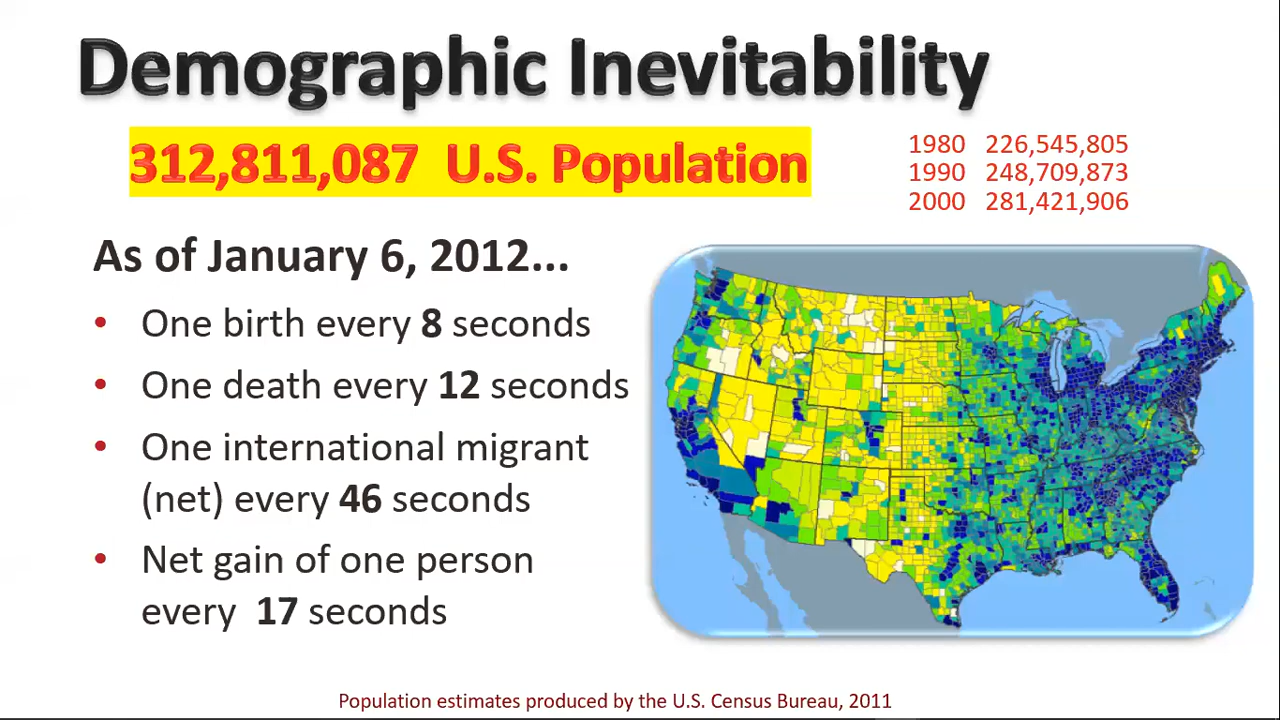 Demographic Inevitability
312,811,087 U.S. Population
1980 226,545,805
1990 248,709,873
2000 281,421,906
As of January 6, 2012...
• One birth every 8 seconds
• One death every 12 seconds
• One international migrant
(net) every 46 seconds
• Net gain of one person
every 17 seconds
Population estimates produced by the U.S. Census Bureau, 2011